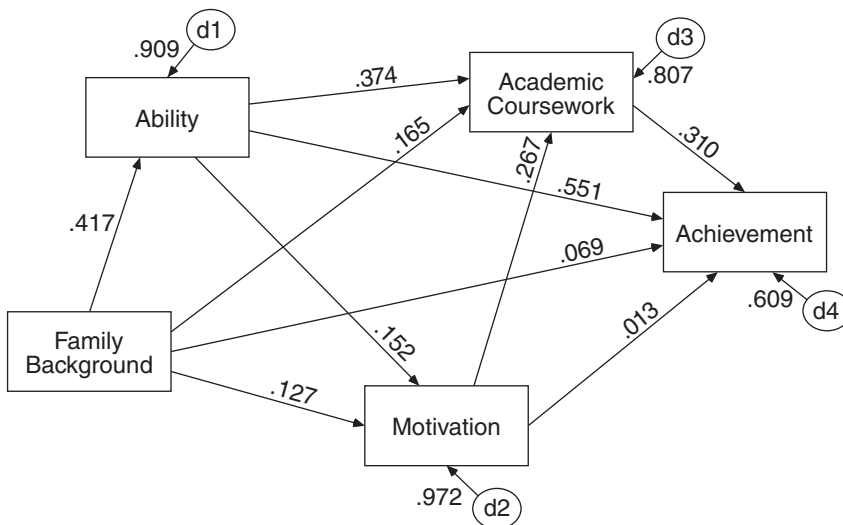 d1
.909
d3
.807
Ability
.374
Academic
Coursework
.165
.267
.310
.551
.417
Achievement
.069
.609
d4
Family
Background
.152
.013
.127
Motivation
.972
d2